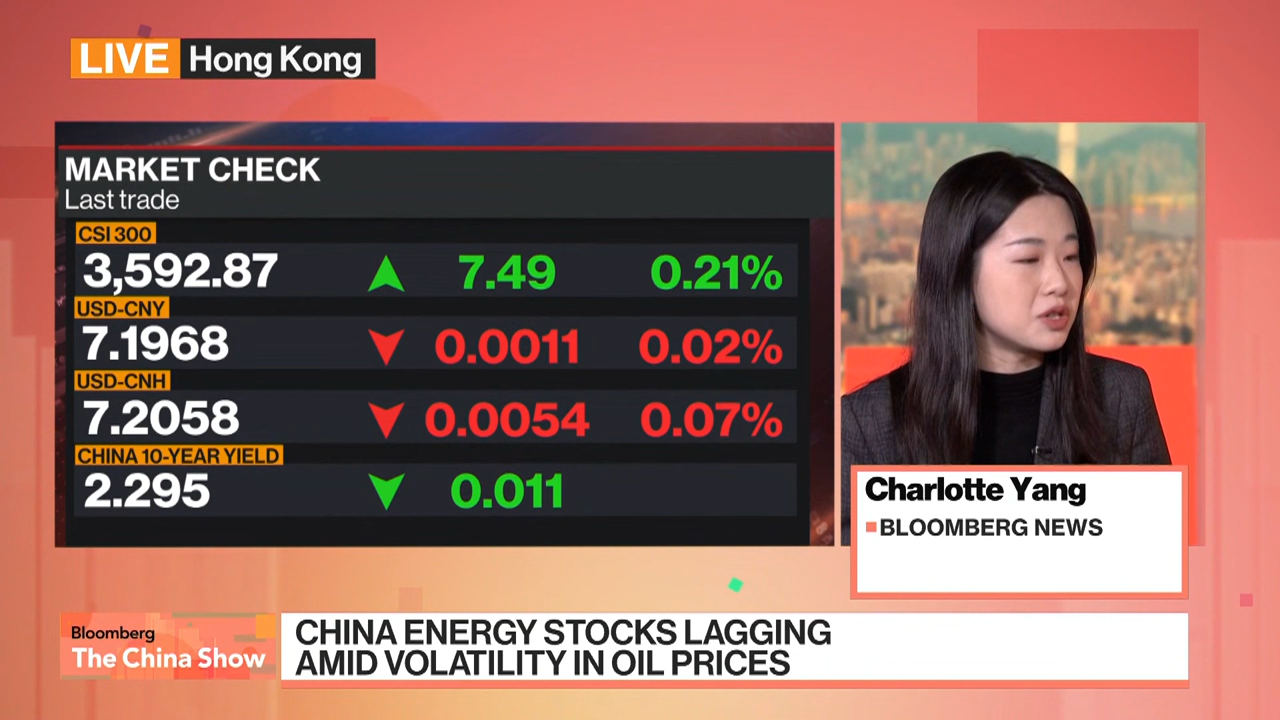 LIVE Hong Kong
MARKET CHECK
Last trade
CSI 300
3,592.87 7.49 0.21%
USD-CNY
7.1968 0.0011 0.02%
USD-CNH
7.2058 0.0054 0.07%
CHINA 10-YEAR YIELD
2.295 0.011
Charlotte Yang
BLOOMBERG NEWS
Bloomberg
The China Show
CHINA ENERGY STOCKS LAGGING
AMID VOLATILITY IN OIL PRICES